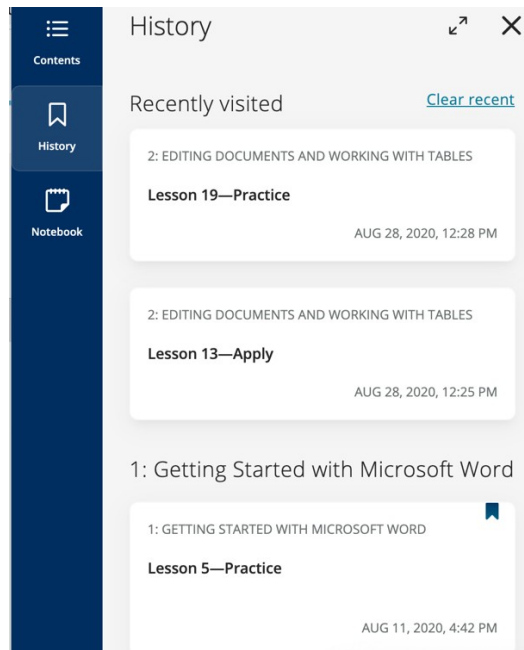 Contents
History
Notebook
History
Recently visited
Clear recent
2: EDITING DOCUMENTS AND WORKING WITH TABLES
Lesson 19—Practice
AUG 28, 2020, 12:28 PM
2: EDITING DOCUMENTS AND WORKING WITH TABLES
Lesson 13—Apply
AUG 28, 2020, 12:25 PM
1: Getting Started with Microsoft Word
1: GETTING STARTED WITH MICROSOFT WORD
Lesson 5—Practice
AUG 11, 2020, 4:42 PM